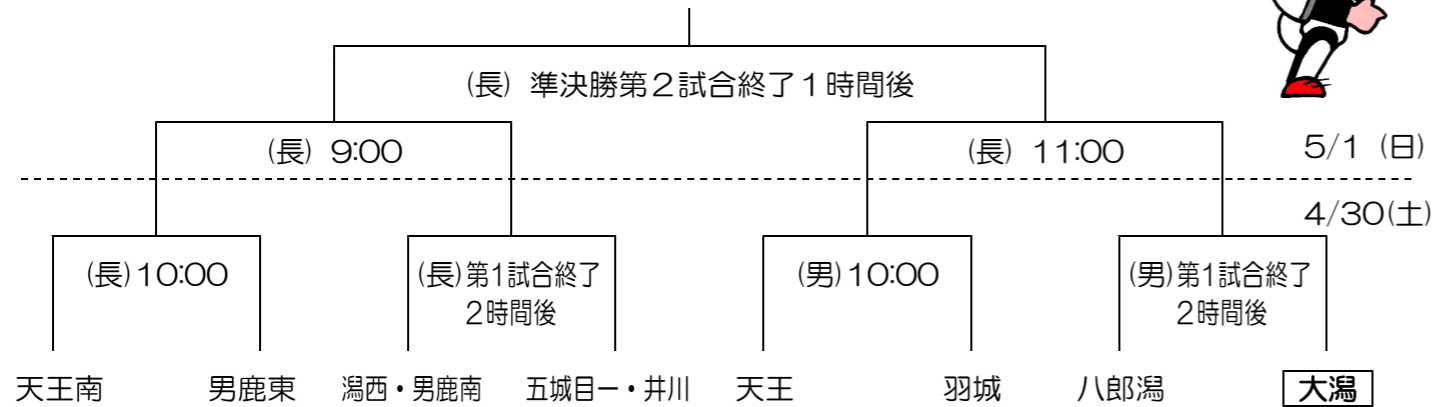 (長) 準決勝第２試合終了１時間後
(長) 9:00
(長) 11:00
5/1 (日)
4/30(土)
(長)10:00
(長)第1試合終了
２時間後
(男)10:00
(男)第1試合終了
２時間後
天王南
男鹿東
潟西・男鹿南
五城目一・井川
天王
羽城
八郎潟
大潟